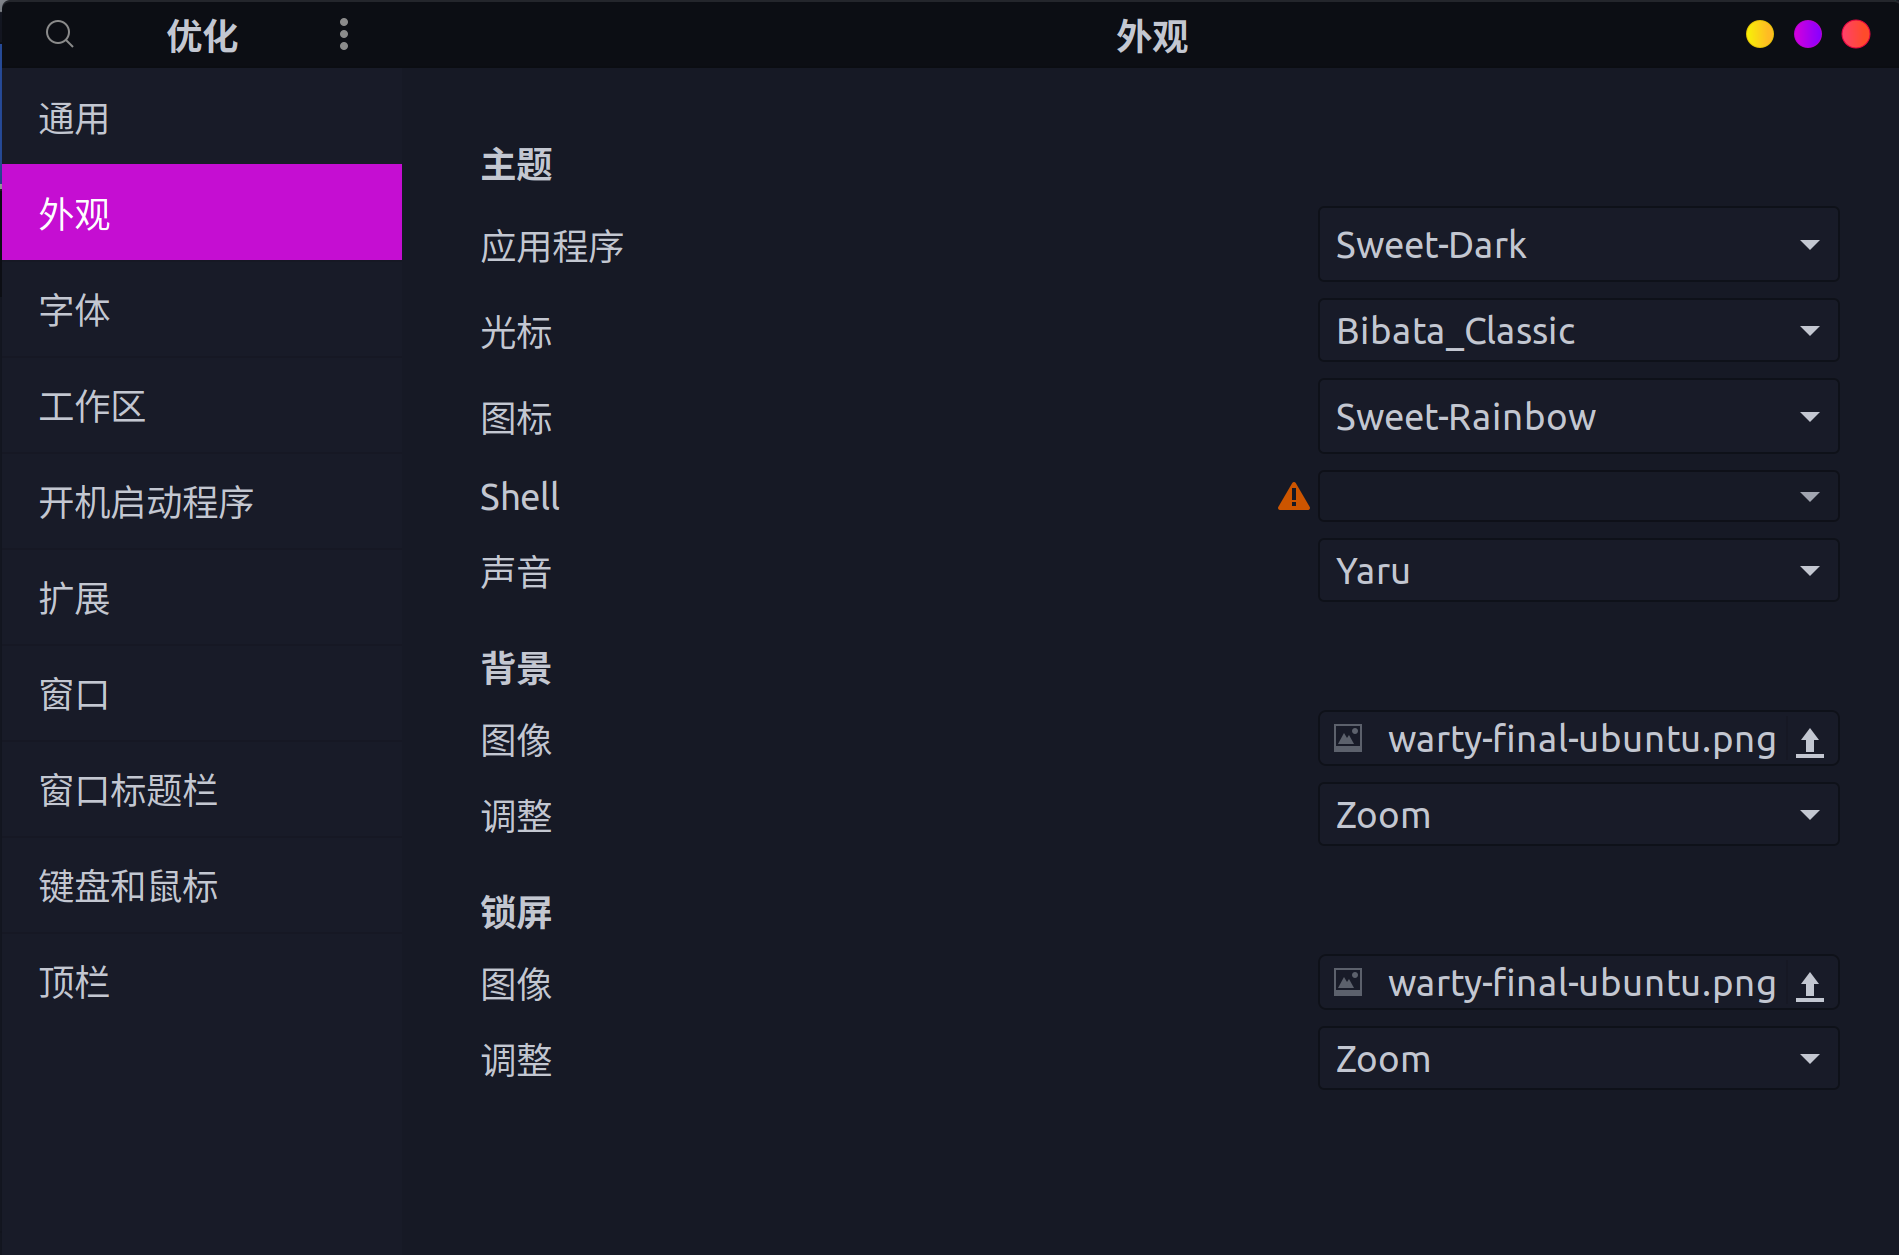 优化
外观
通用
外观
字体
工作区
开机启动程序
扩展
窗口
窗口标题栏
键盘和鼠标
顶栏
主题
应用程序 Sweet-Dark
光标 Bibata_Classic
图标 Sweet-Rainbow
Shell
声音 Yaru
背景
图像 warty-final-ubuntu.png
调整 Zoom
锁屏
图像 warty-final-ubuntu.png
调整 Zoom